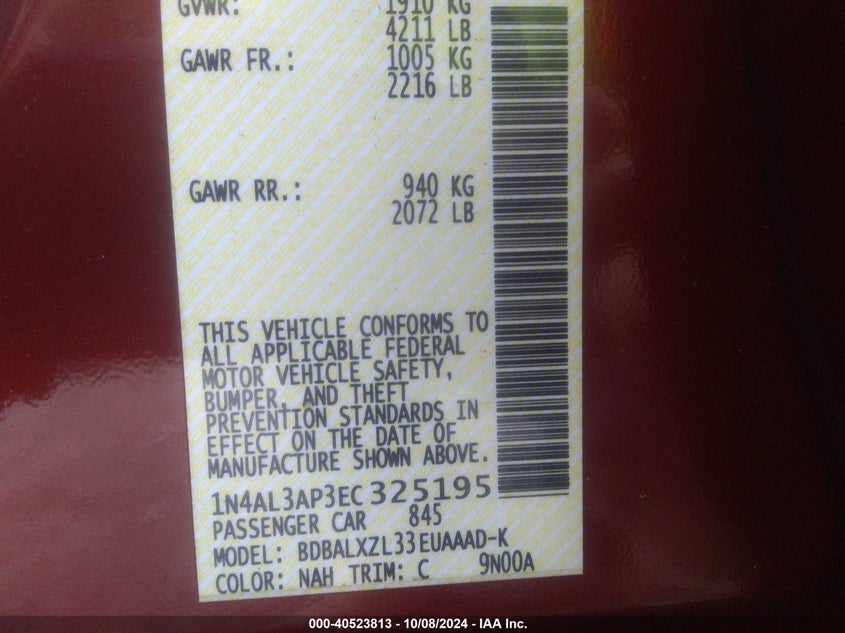 GVWR: 1910 KG
4211 LB
GAWR FR.: 1005 KG
2216 LB
GAWR RR.: 940 KG
2072 LB
THIS VEHICLE CONFORMS TO
ALL APPLICABLE FEDERAL
MOTOR VEHICLE SAFETY,
BUMPER, AND THEFT
PREVENTION STANDARDS IN
EFFECT ON THE DATE OF
MANUFACTURE SHOWN ABOVE.
1N4AL3AP3EC325195
PASSENGER CAR 845
MODEL: BDBALXZL33EUAAAD-K
COLOR: NAH TRIM: C 9N00A
000-40523813 - 10/08/2024 - IAA Inc.